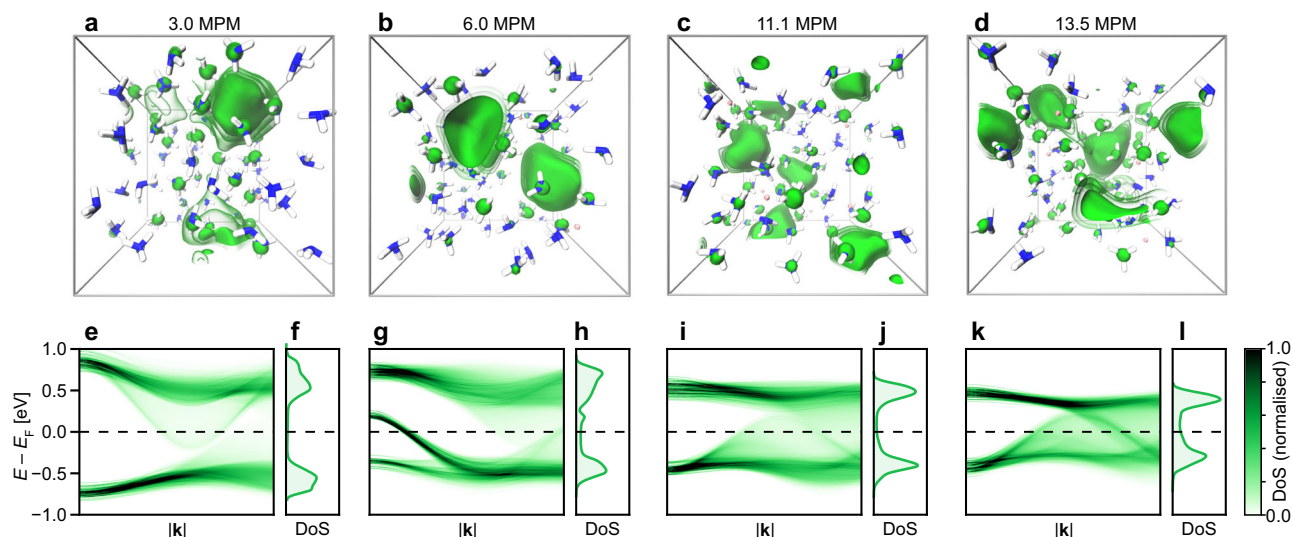 a 3.0 MPM
b 6.0 MPM
c 11.1 MPM
d 13.5 MPM
e f g h i j k l
1.0
0.5
0.0
−0.5
−1.0
E − E_F [eV]
|k| DoS |k| DoS |k| DoS |k| DoS
1.0
0.0
DoS (normalised)